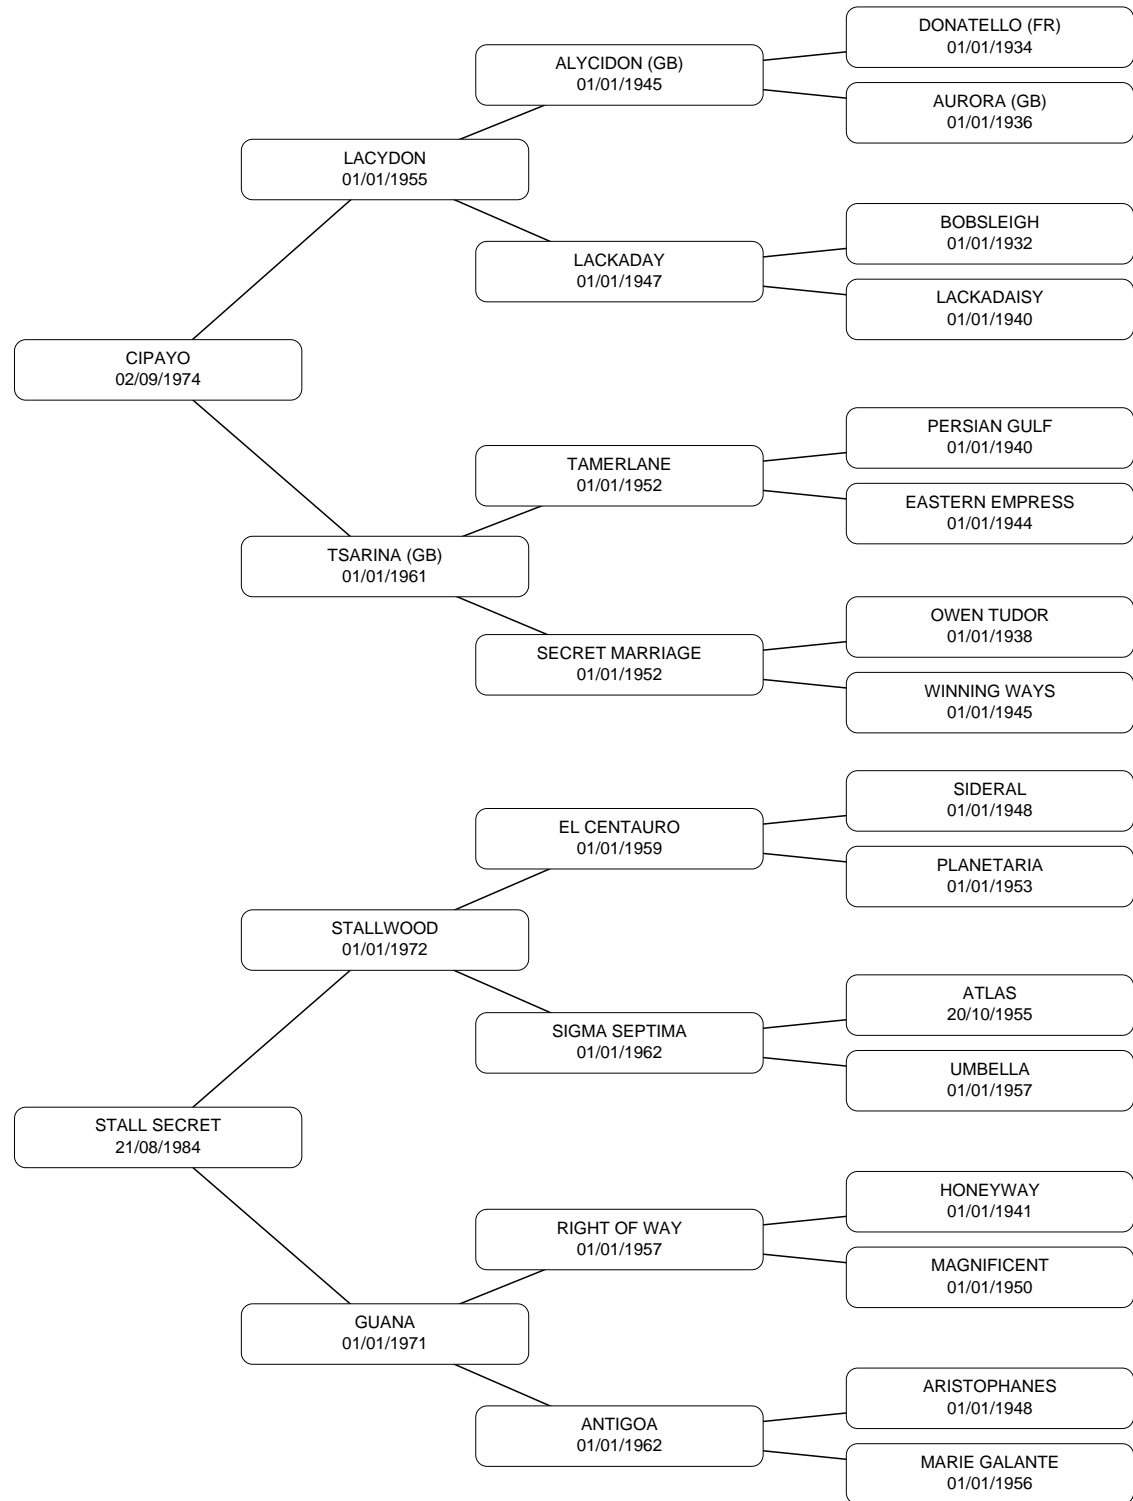 DONATELLO (FR)
01/01/1934
ALYCIDON (GB)
01/01/1945
AURORA (GB)
01/01/1936
LACYDON
01/01/1955
BOBSLEIGH
01/01/1932
LACKADAY
01/01/1947
LACKADAISY
01/01/1940
CIPAYO
02/09/1974
PERSIAN GULF
01/01/1940
TAMERLANE
01/01/1952
EASTERN EMPRESS
01/01/1944
TSARINA (GB)
01/01/1961
OWEN TUDOR
01/01/1938
SECRET MARRIAGE
01/01/1952
WINNING WAYS
01/01/1945
SIDERAL
01/01/1948
EL CENTAURO
01/01/1959
PLANETARIA
01/01/1953
STALLWOOD
01/01/1972
ATLAS
20/10/1955
SIGMA SEPTIMA
01/01/1962
UMBELLA
01/01/1957
STALL SECRET
21/08/1984
HONEYWAY
01/01/1941
RIGHT OF WAY
01/01/1957
MAGNIFICENT
01/01/1950
GUANA
01/01/1971
ARISTOPHANES
01/01/1948
ANTIGOA
01/01/1962
MARIE GALANTE
01/01/1956